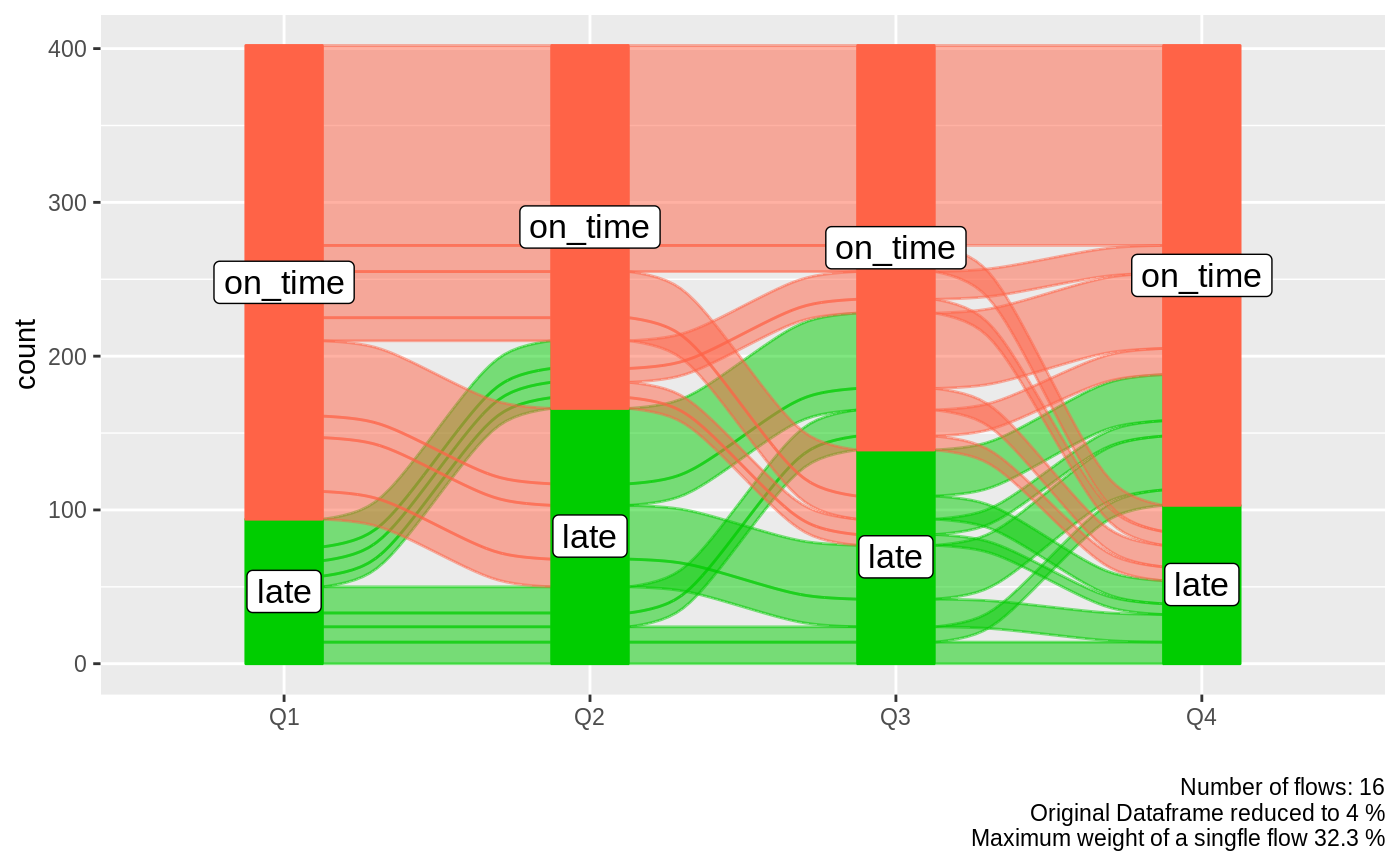 400
300
200
100
0
count
on_time
on_time
on_time
on_time
late
late
late
late
Q1
Q2
Q3
Q4
Number of flows: 16
Original Dataframe reduced to 4 %
Maximum weight of a singfle flow 32.3 %